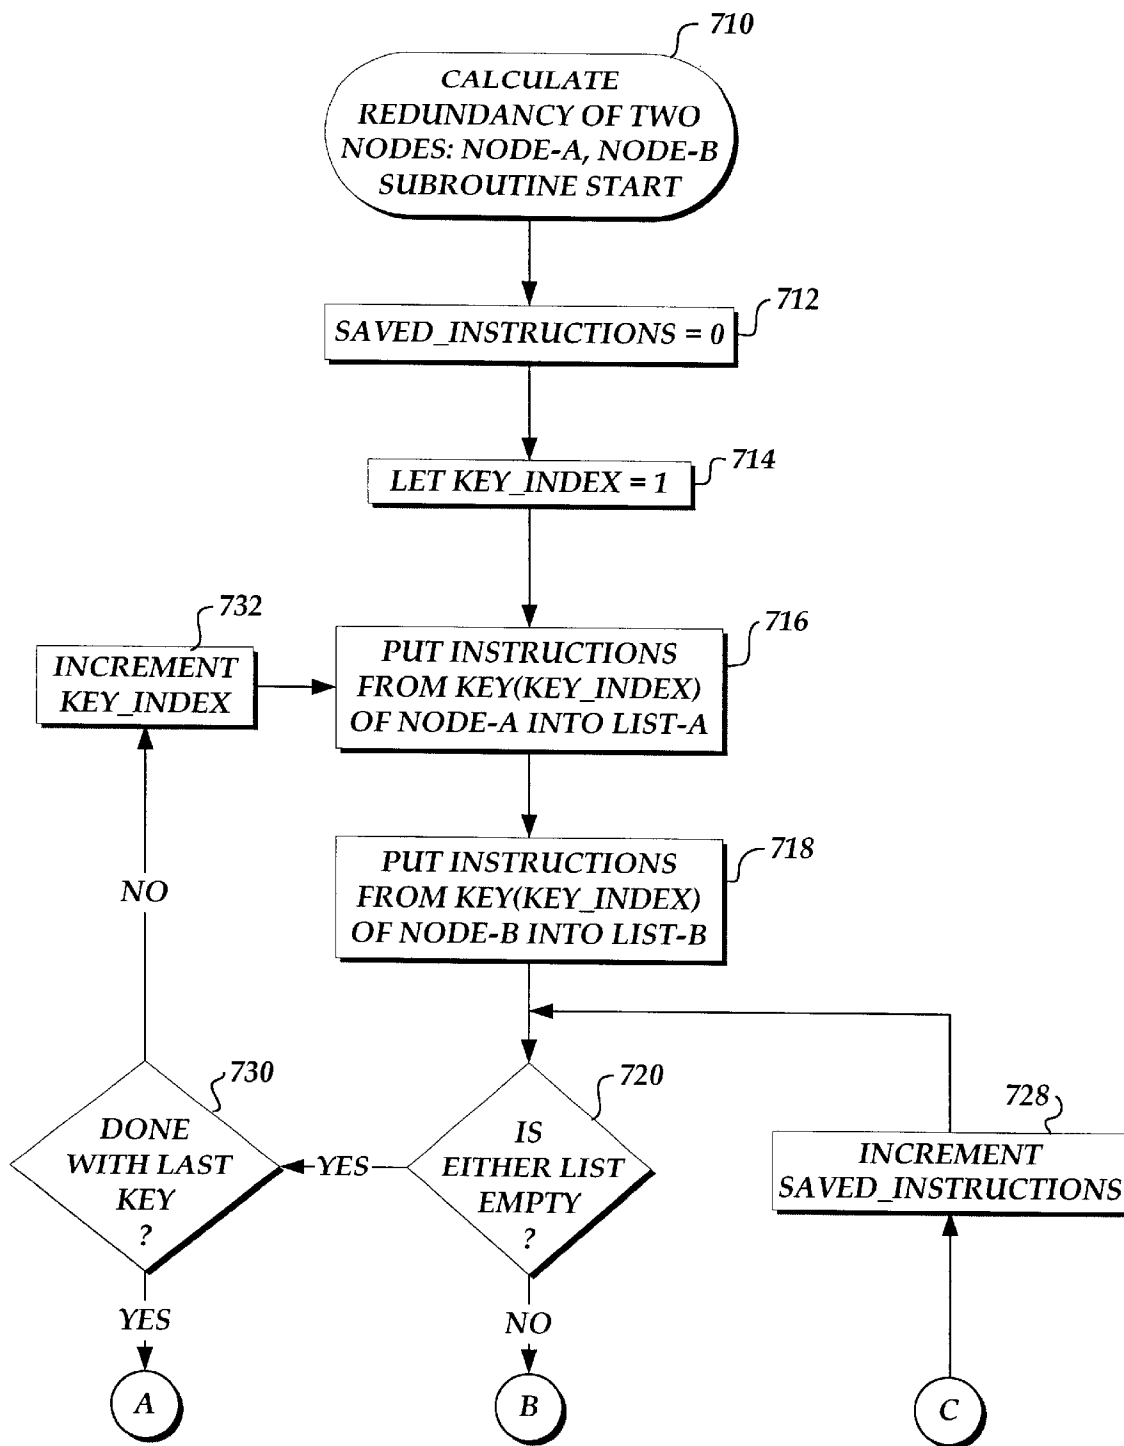 710
CALCULATE
REDUNDANCY OF TWO
NODES: NODE-A, NODE-B
SUBROUTINE START
712
SAVED_INSTRUCTIONS = 0
714
LET KEY_INDEX = 1
732
INCREMENT
KEY_INDEX
716
PUT INSTRUCTIONS
FROM KEY(KEY_INDEX)
OF NODE-A INTO LIST-A
718
PUT INSTRUCTIONS
FROM KEY(KEY_INDEX)
OF NODE-B INTO LIST-B
NO
730
DONE
WITH LAST
KEY
?
YES
720
IS
EITHER LIST
EMPTY
?
728
INCREMENT
SAVED_INSTRUCTIONS
YES
NO
A
B
C